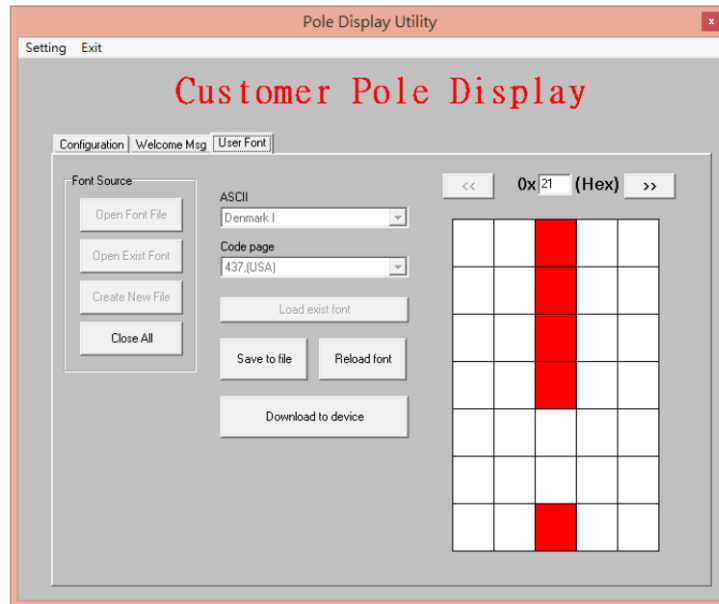 Pole Display Utility
x
Setting Exit
Customer Pole Display
Configuration Welcome Msg User Font
Font Source
Open Font File
Open Exist Font
Create New File
Close All
ASCII
Denmark I
Code page
437,(USA)
Load exist font
Save to file Reload font
Download to device
<< 0x 21 (Hex) >>